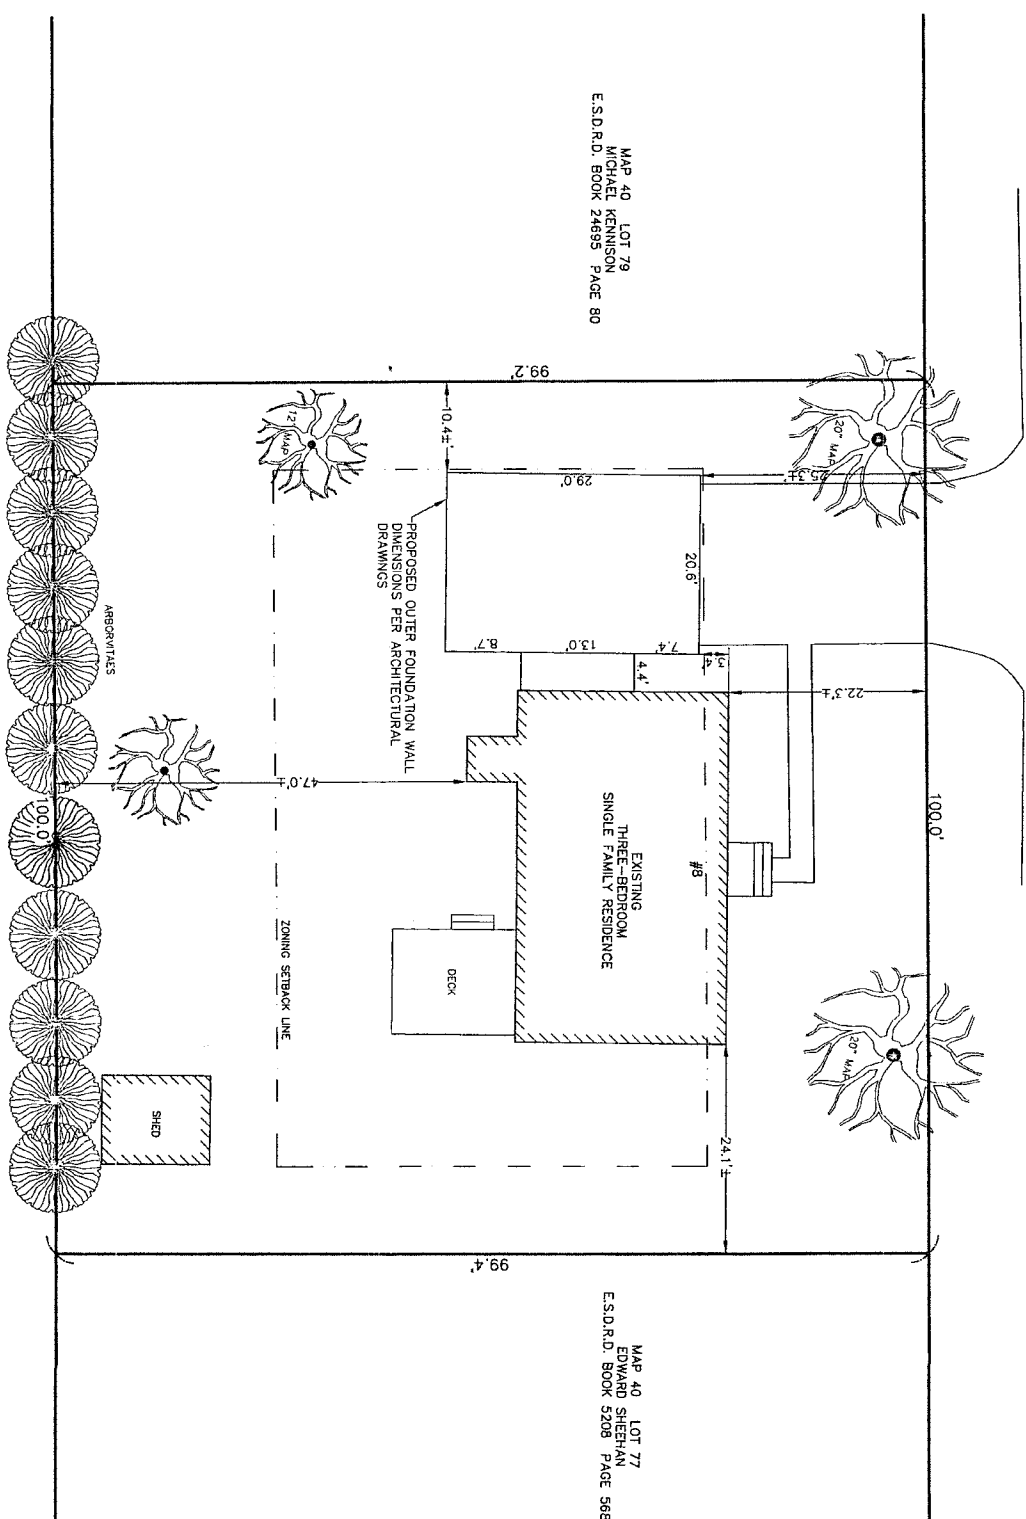 MAP 40 LOT 79
MICHAEL KENNISON
E.S.D.R.D. BOOK 24695 PAGE 80
99.2'
10.4±'
12" MAP
20" MAP
25.3±'
29.0'
20.6'
PROPOSED OUTER FOUNDATION WALL
DIMENSIONS PER ARCHITECTURAL
DRAWINGS
8.7'
13.0'
7.4'
3.4'
4.4'
22.3'±
ARBORVITAES
47.0'±
100.0'
100.0'
#8
EXISTING
THREE-BEDROOM
SINGLE FAMILY RESIDENCE
ZONING SETBACK LINE
DECK
20" MAP
SHED
24.1'±
99.4'
MAP 40 LOT 77
EDWARD SHEEHAN
E.S.D.R.D. BOOK 5208 PAGE 568